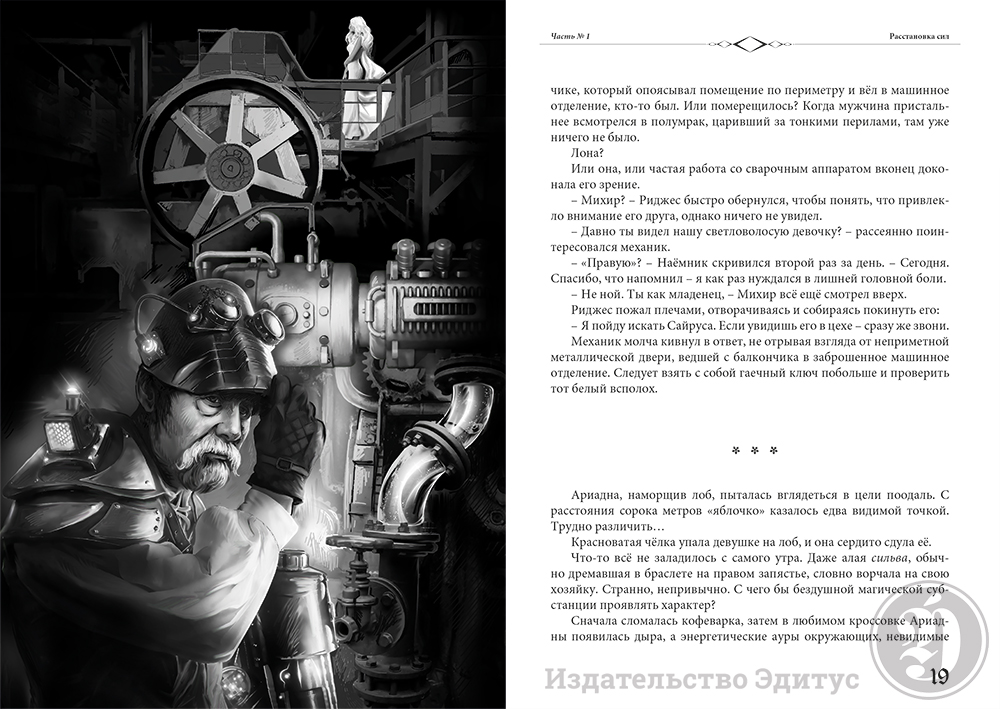 Часть № 1
Расстановка сил
чике, который опоясывал помещение по периметру и вёл в машинное
отделение, кто-то был. Или померещилось? Когда мужчина присталь-
нее всмотрелся в полумрак, царивший за тонкими перилами, там уже
ничего не было.
Лона?
Или она, или частая работа со сварочным аппаратом вконец доко-
нала его зрение.
– Михир? – Риджес быстро обернулся, чтобы понять, что привлек-
ло внимание его друга, однако ничего не увидел.
– Давно ты видел нашу светловолосую девочку? – рассеянно поин-
тересовался механик.
– «Правую»? – Наёмник скривился второй раз за день. – Сегодня.
Спасибо, что напомнил – я как раз нуждался в лишней головной боли.
– Не ной. Ты как младенец, – Михир всё ещё смотрел вверх.
Риджес пожал плечами, отворачиваясь и собираясь покинуть его:
– Я пойду искать Сайруса. Если увидишь его в цехе – сразу же звони.
Механик молча кивнул в ответ, не отрывая взгляда от неприметной
металлической двери, ведшей с балкончика в заброшенное машинное
отделение. Следует взять с собой гаечный ключ побольше и проверить
тот белый всполох.
* * *
Ариадна, наморщив лоб, пыталась вглядеться в цели поодаль. С
расстояния сорока метров «яблочко» казалось едва видимой точкой.
Трудно различить…
Красноватая чёлка упала девушке на лоб, и она сердито сдула её.
Что-то всё не заладилось с самого утра. Даже алая сильва, обыч-
но дремавшая в браслете на правом запястье, словно ворчала на свою
хозяйку. Странно, непривычно. С чего бы бездушной магической суб-
станции проявлять характер?
Сначала сломалась кофеварка, затем в любимом кроссовке Ариад-
ны появилась дыра, а энергетические ауры окружающих, невидимые
Издательство Эдитус
19